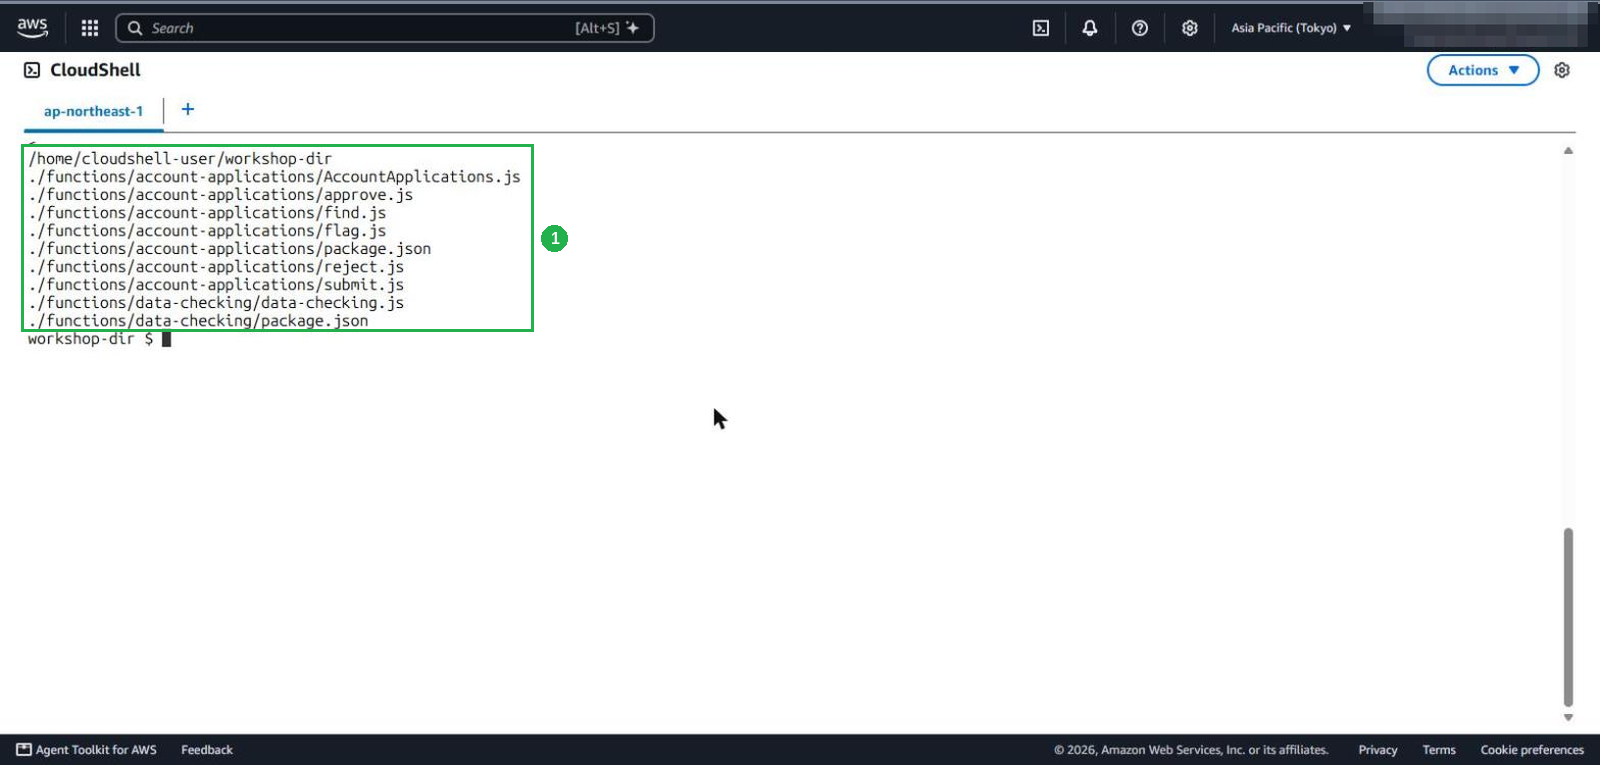 aws
Search [Alt+S]
Asia Pacific (Tokyo)
CloudShell
Actions
ap-northeast-1 +
/home/cloudshell-user/workshop-dir
./functions/account-applications/AccountApplications.js
./functions/account-applications/approve.js
./functions/account-applications/find.js
./functions/account-applications/flag.js
./functions/account-applications/package.json
./functions/account-applications/reject.js
./functions/account-applications/submit.js
./functions/data-checking/data-checking.js
./functions/data-checking/package.json
1
workshop-dir $
Agent Toolkit for AWS Feedback © 2026, Amazon Web Services, Inc. or its affiliates. Privacy Terms Cookie preferences